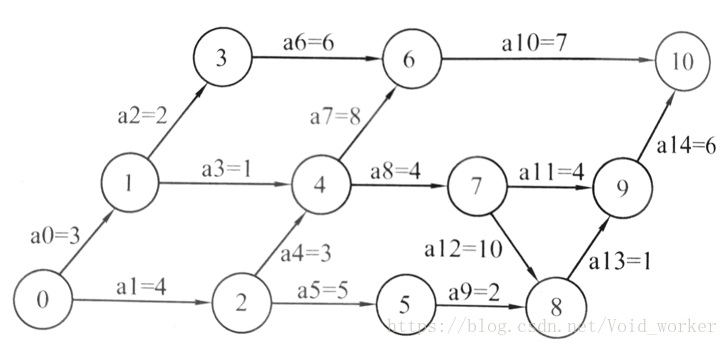 a6=6
a10=7
3
6
10
a2=2
a7=8
a14=6
a3=1
a8=4
a11=4
1
4
7
9
a0=3
a4=3
a12=10
a13=1
a1=4
a5=5
a9=2
0
2
5
8
https://blog.csdn.net/Void_worker